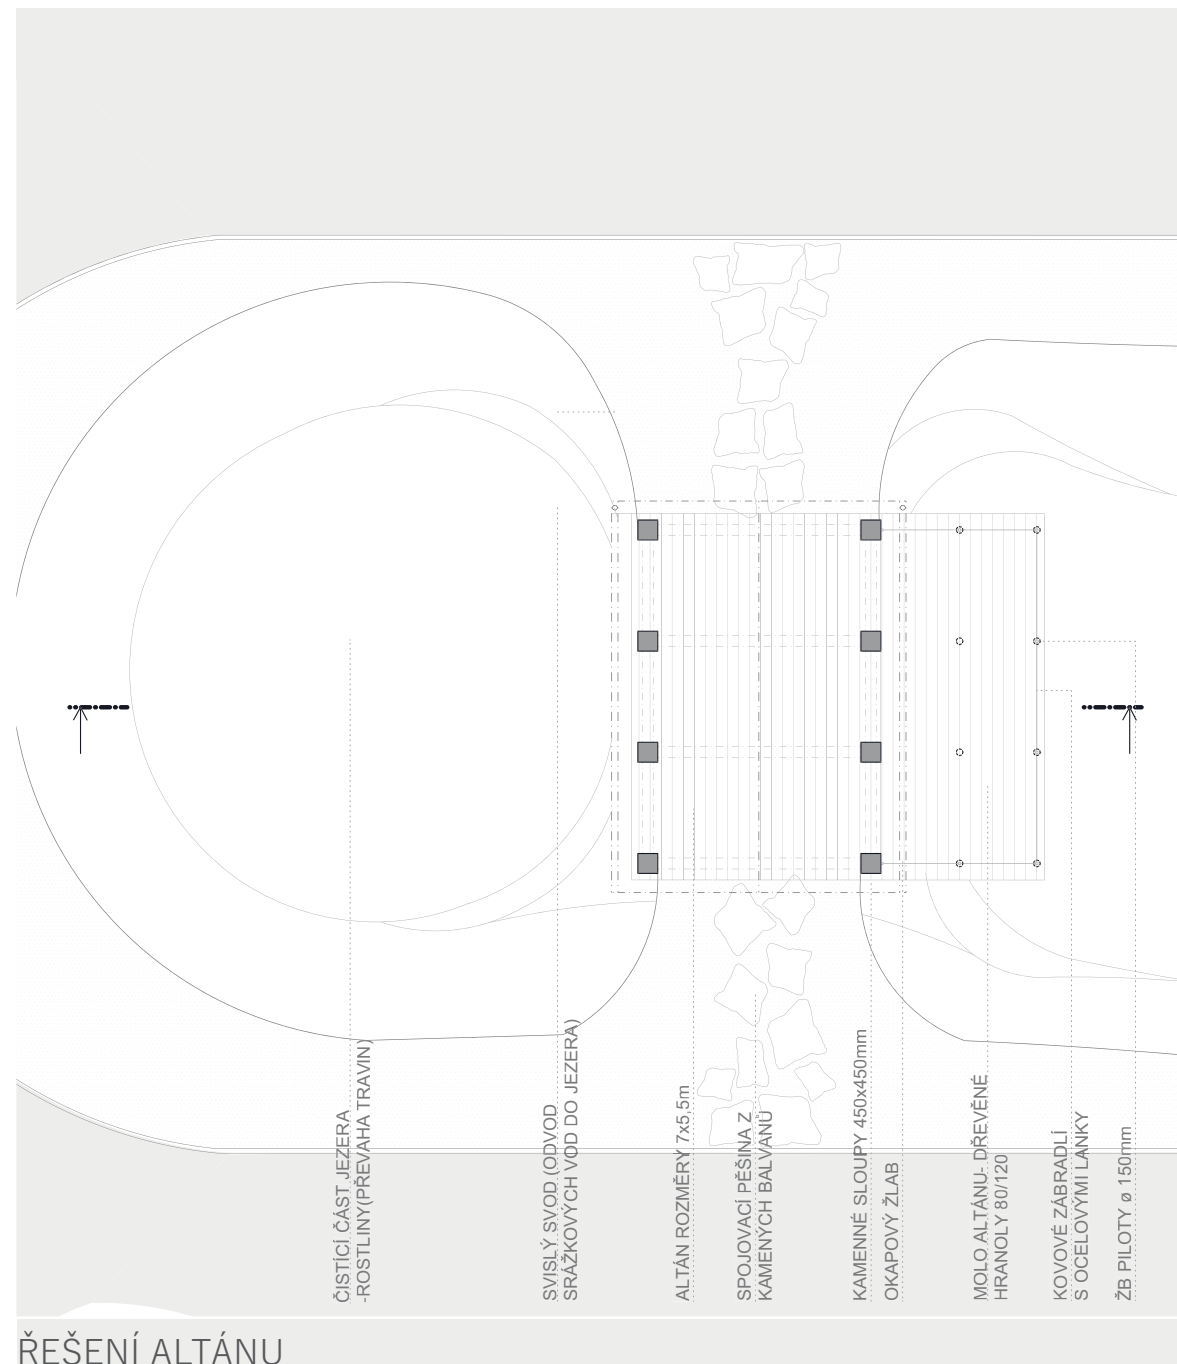 ČISTÍCÍ ČÁST JEZERA
-ROSTLINY(PŘEVAHA TRAVIN)
SVISLÝ SVOD (ODVOD
SRÁŽKOVÝCH VOD DO JEZERA)
ALTÁN ROZMĚRY 7x5,5m
SPOJOVACÍ PĚŠINA Z
KAMENÝCH BALVANŮ
KAMENNÉ SLOUPY 450x450mm
OKAPOVÝ ŽLAB
MOLO ALTÁNU- DŘEVĚNÉ
HRANOLY 80/120
KOVOVÉ ZÁBRADLÍ
S OCELOVÝMI LANKY
ŽB PILOTY ø 150mm
ŘEŠENÍ ALTÁNU